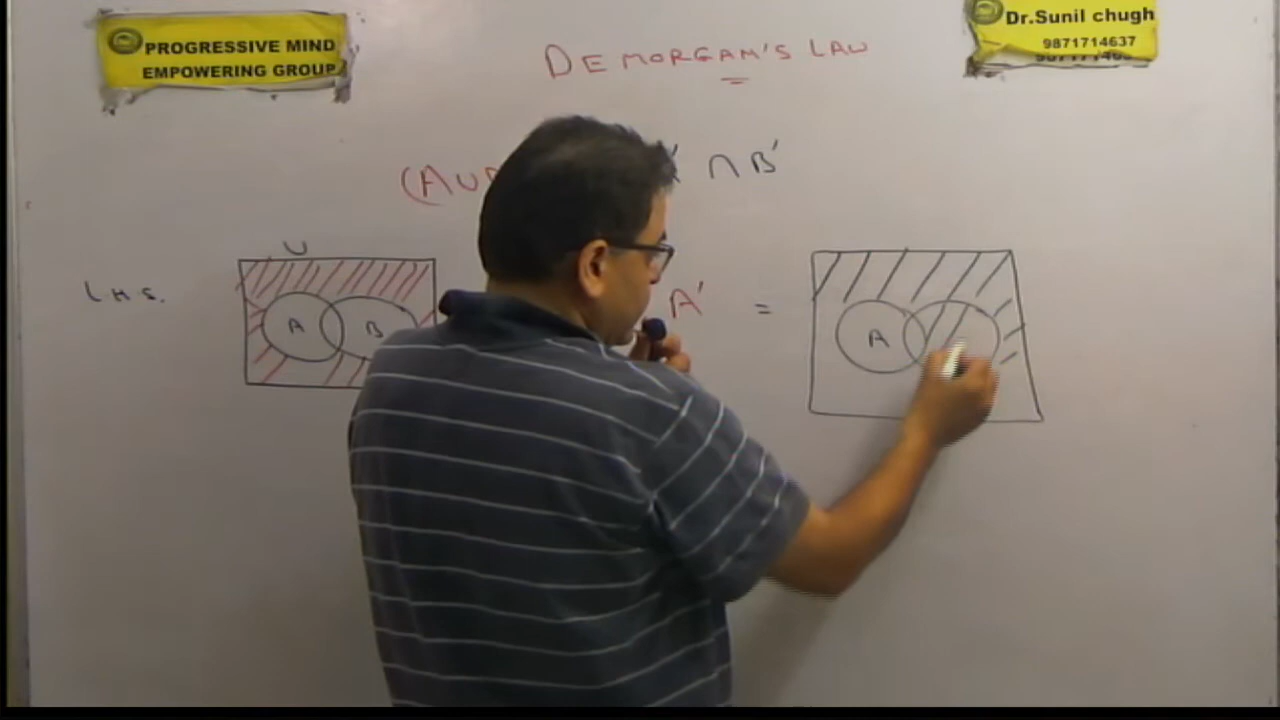 PROGRESSIVE MIND
EMPOWERING GROUP
Dr.Sunil chugh
9871714637
DEMORGAN'S LAW
(AU ∩ B'
U
L.H.S.
A B
A' =
A